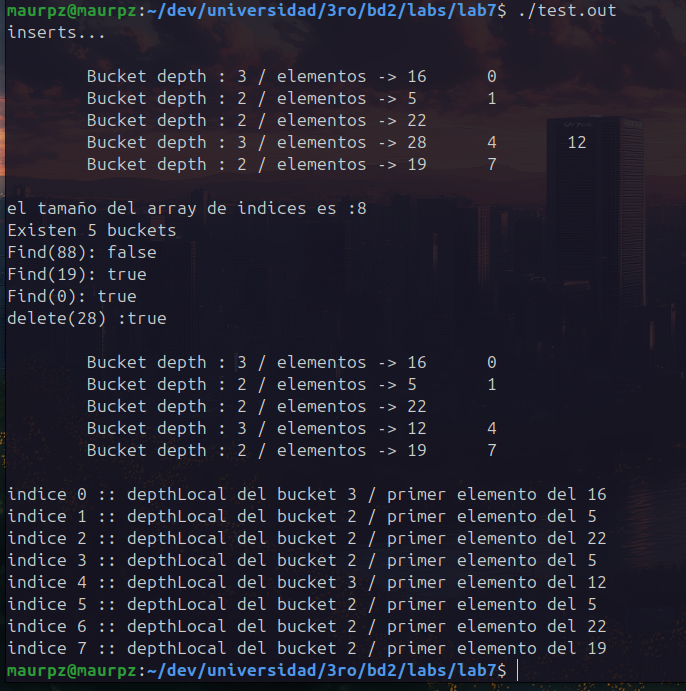 maurpz@maurpz:~/dev/universidad/3ro/bd2/labs/lab7$ ./test.out
inserts...
Bucket depth : 3 / elementos -> 16 0
Bucket depth : 2 / elementos -> 5 1
Bucket depth : 2 / elementos -> 22
Bucket depth : 3 / elementos -> 28 4 12
Bucket depth : 2 / elementos -> 19 7
el tamaño del array de indices es :8
Existen 5 buckets
Find(88): false
Find(19): true
Find(0): true
delete(28) :true
Bucket depth : 3 / elementos -> 16 0
Bucket depth : 2 / elementos -> 5 1
Bucket depth : 2 / elementos -> 22
Bucket depth : 3 / elementos -> 12 4
Bucket depth : 2 / elementos -> 19 7
indice 0 :: depthLocal del bucket 3 / primer elemento del 16
indice 1 :: depthLocal del bucket 2 / primer elemento del 5
indice 2 :: depthLocal del bucket 2 / primer elemento del 22
indice 3 :: depthLocal del bucket 2 / primer elemento del 5
indice 4 :: depthLocal del bucket 3 / primer elemento del 12
indice 5 :: depthLocal del bucket 2 / primer elemento del 5
indice 6 :: depthLocal del bucket 2 / primer elemento del 22
indice 7 :: depthLocal del bucket 2 / primer elemento del 19
maurpz@maurpz:~/dev/universidad/3ro/bd2/labs/lab7$